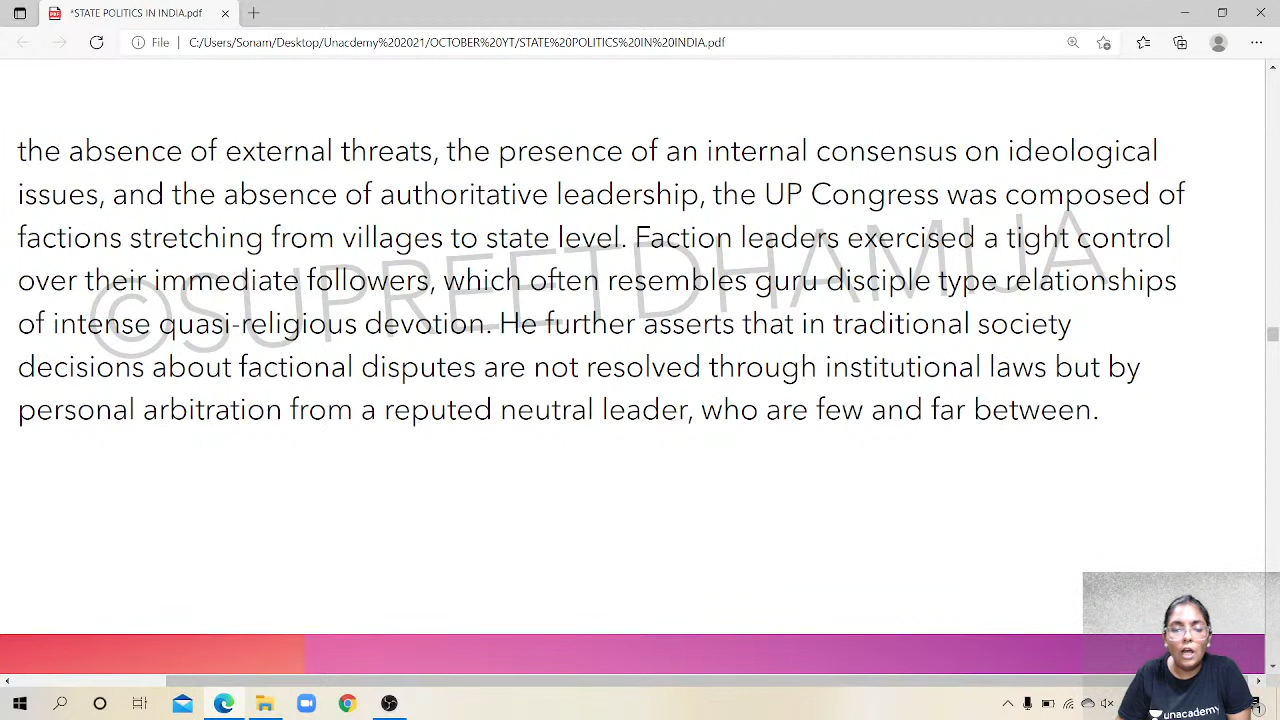 *STATE POLITICS IN INDIA.pdf
File
C:/Users/Sonam/Desktop/Unacdemy%202021/OCTOBER%20YT/STATE%20POLITICS%20IN%20INDIA.pdf
the absence of external threats, the presence of an internal consensus on ideological
issues, and the absence of authoritative leadership, the UP Congress was composed of
factions stretching from villages to state level. Faction leaders exercised a tight control
over their immediate followers, which often resembles guru disciple type relationships
of intense quasi-religious devotion. He further asserts that in traditional society
decisions about factional disputes are not resolved through institutional laws but by
personal arbitration from a reputed neutral leader, who are few and far between.
©SUPREETDHAMIJA
unacademy